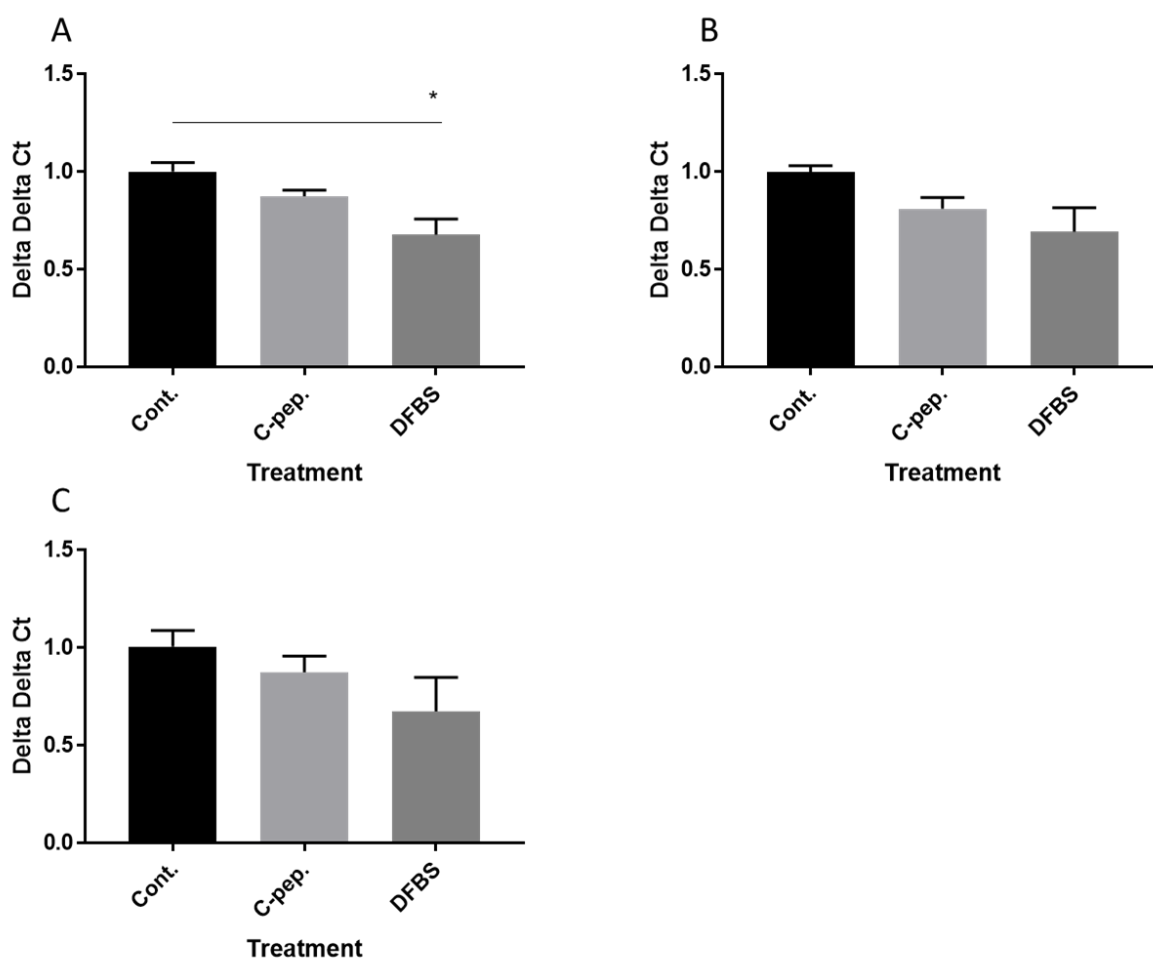 A
1.5
*
1.0
0.5
0.0
Delta Delta Ct
Cont.
C-pep.
DFBS
Treatment
B
1.5
1.0
0.5
0.0
Delta Delta Ct
Cont.
C-pep.
DFBS
Treatment
C
1.5
1.0
0.5
0.0
Delta Delta Ct
Cont.
C-pep.
DFBS
Treatment